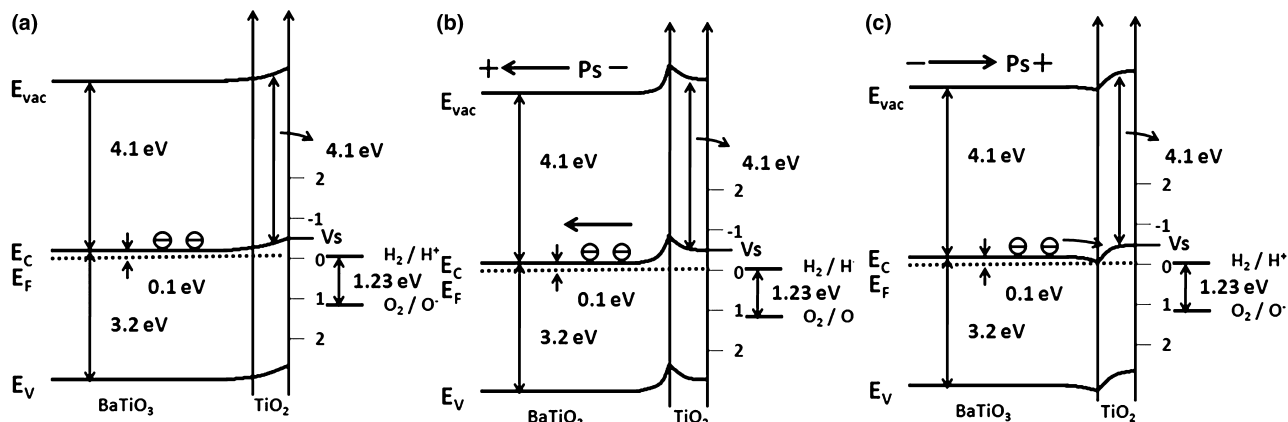 (a)
E_vac
4.1 eV
4.1 eV
2
-1
Vs
E_C
0
H₂ / H⁺
E_F
0.1 eV
1.23 eV
1
O₂ / O⁻
3.2 eV
2
E_V
BaTiO₃
TiO₂
(b)
+ Ps −
E_vac
4.1 eV
4.1 eV
2
-1
Vs
E_C
0
H₂ / H
E_F
0.1 eV
1.23 eV
1
O₂ / O
3.2 eV
2
E_V
BaTiO₃
TiO₂
(c)
− Ps +
E_vac
4.1 eV
4.1 eV
2
-1
Vs
E_C
0
H₂ / H⁺
E_F
0.1 eV
1.23 eV
1
O₂ / O⁻
3.2 eV
2
E_V
BaTiO₃
TiO₂